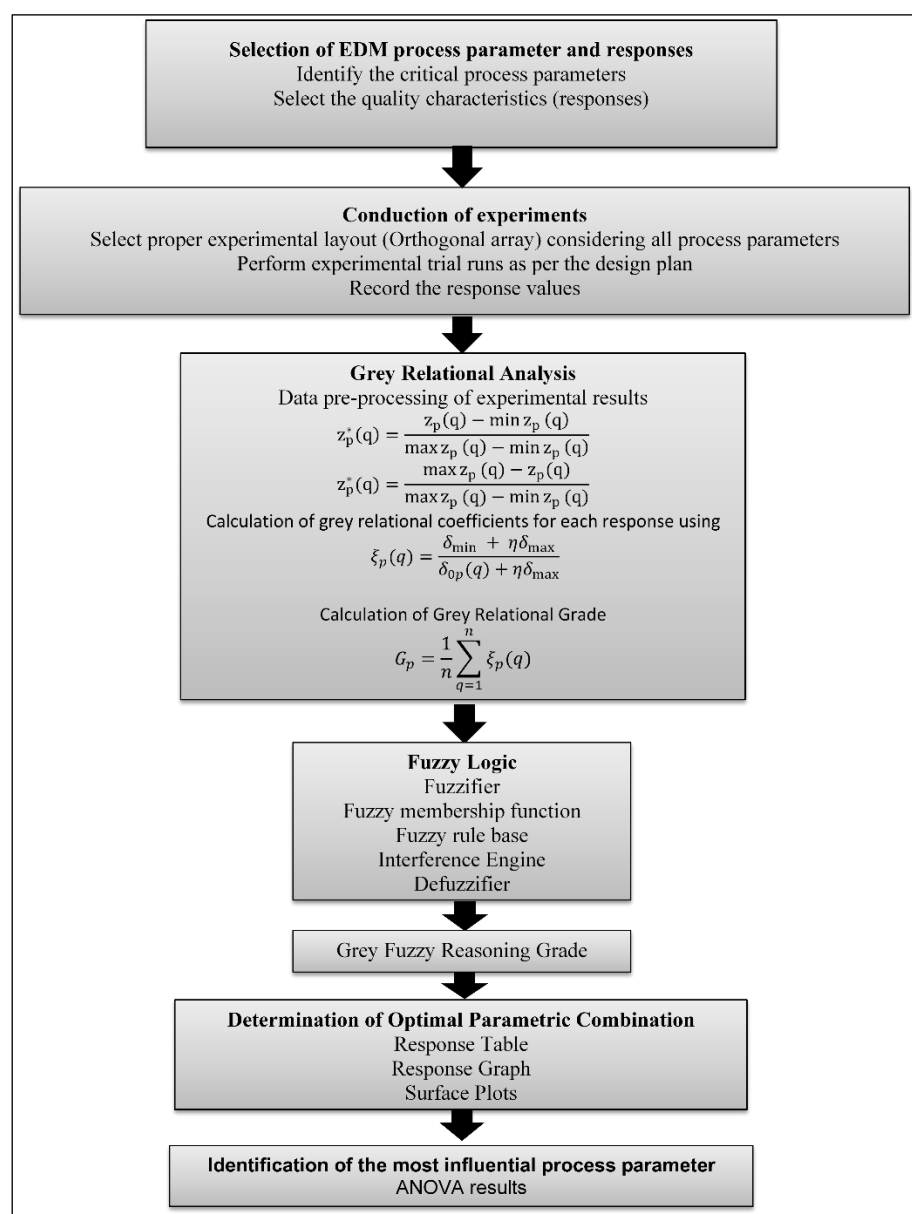 Selection of EDM process parameter and responses
Identify the critical process parameters
Select the quality characteristics (responses)
Conduction of experiments
Select proper experimental layout (Orthogonal array) considering all process parameters
Perform experimental trial runs as per the design plan
Record the response values
Grey Relational Analysis
Data pre-processing of experimental results
z*p(q) = (zp(q) − min zp (q)) / (max zp (q) − min zp (q))
z*p(q) = (max zp (q) − zp(q)) / (max zp (q) − min zp (q))
Calculation of grey relational coefficients for each response using
ξp(q) = (δmin + ηδmax) / (δ0p(q) + ηδmax)
Calculation of Grey Relational Grade
Gp = 1/n ∑ q=1 n ξp(q)
Fuzzy Logic
Fuzzifier
Fuzzy membership function
Fuzzy rule base
Interference Engine
Defuzzifier
Grey Fuzzy Reasoning Grade
Determination of Optimal Parametric Combination
Response Table
Response Graph
Surface Plots
Identification of the most influential process parameter
ANOVA results